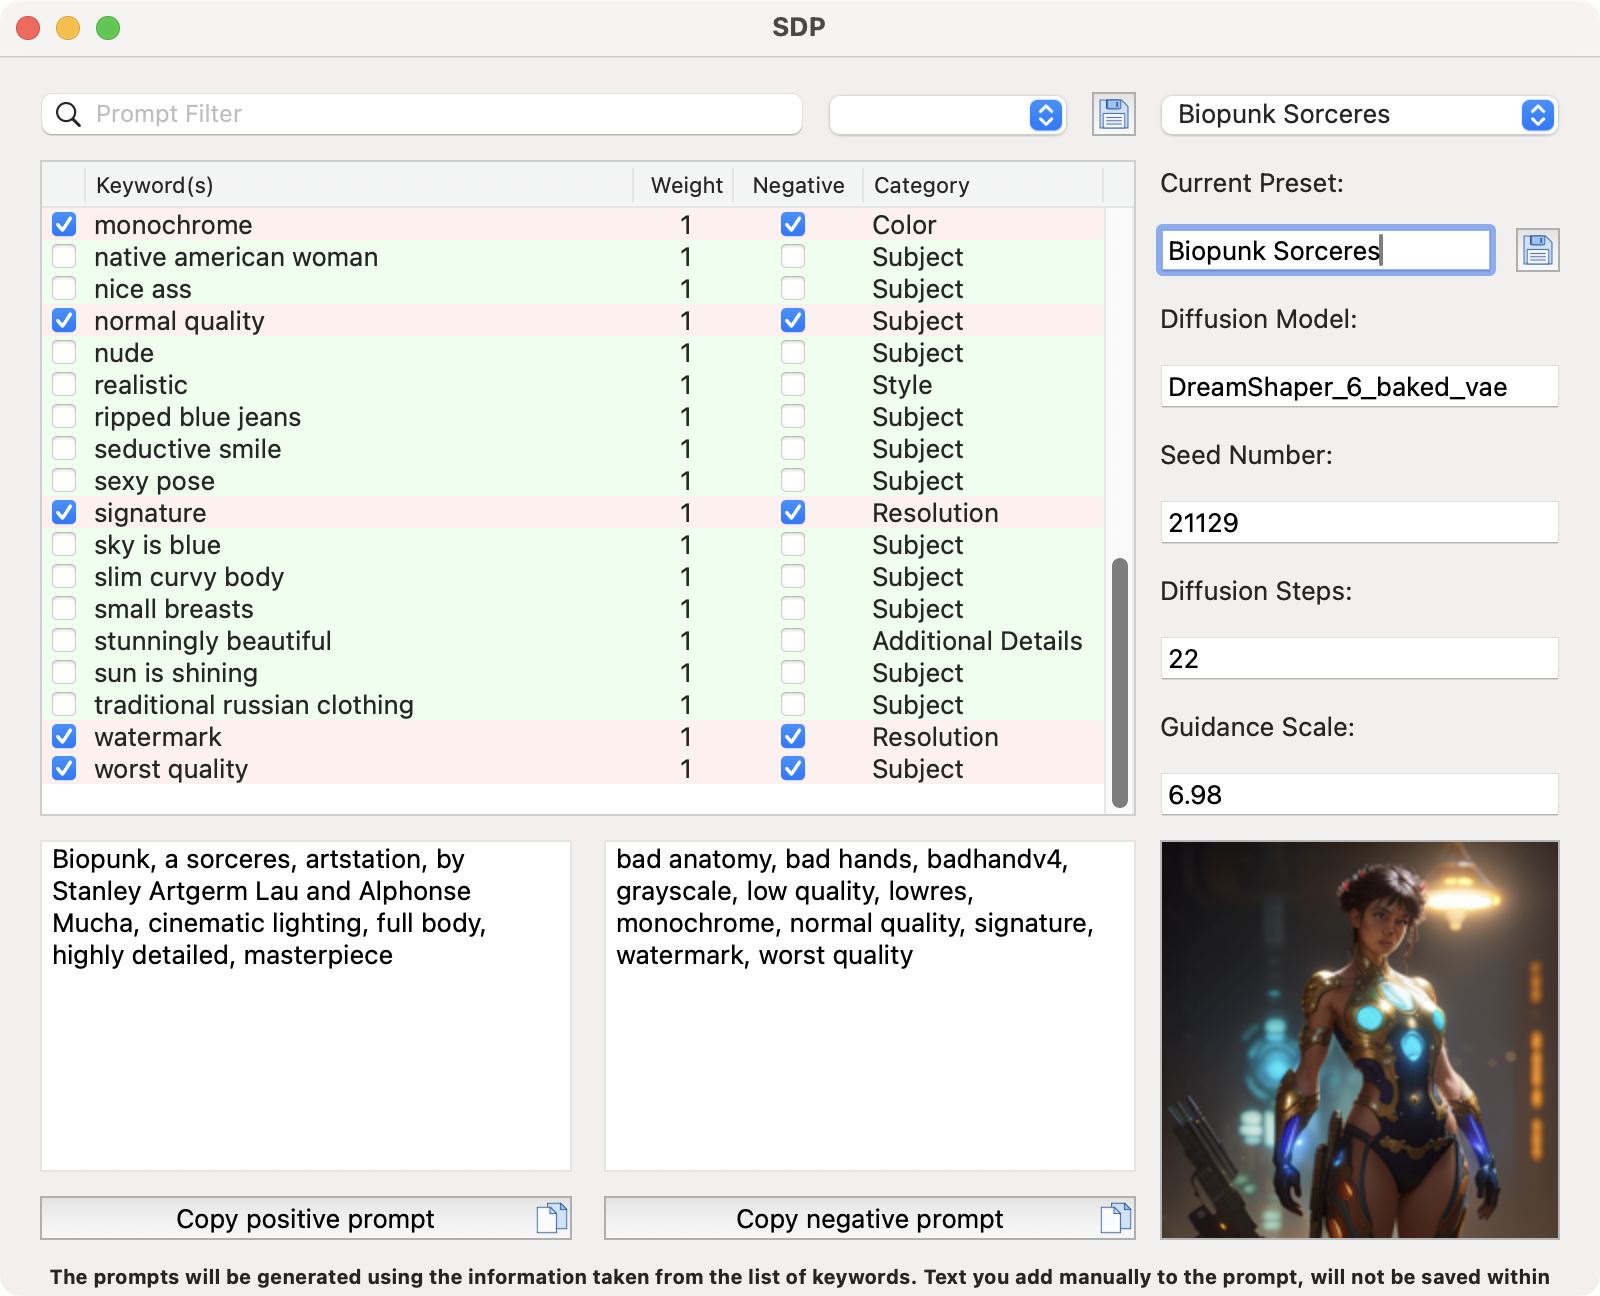 SDP
Prompt Filter
Biopunk Sorceres
Keyword(s) Weight Negative Category
monochrome 1 Color
native american woman 1 Subject
nice ass 1 Subject
normal quality 1 Subject
nude 1 Subject
realistic 1 Style
ripped blue jeans 1 Subject
seductive smile 1 Subject
sexy pose 1 Subject
signature 1 Resolution
sky is blue 1 Subject
slim curvy body 1 Subject
small breasts 1 Subject
stunningly beautiful 1 Additional Details
sun is shining 1 Subject
traditional russian clothing 1 Subject
watermark 1 Resolution
worst quality 1 Subject
Current Preset:
Biopunk Sorceres
Diffusion Model:
DreamShaper_6_baked_vae
Seed Number:
21129
Diffusion Steps:
22
Guidance Scale:
6.98
Biopunk, a sorceres, artstation, by
Stanley Artgerm Lau and Alphonse
Mucha, cinematic lighting, full body,
highly detailed, masterpiece
bad anatomy, bad hands, badhandv4,
grayscale, low quality, lowres,
monochrome, normal quality, signature,
watermark, worst quality
Copy positive prompt
Copy negative prompt
The prompts will be generated using the information taken from the list of keywords. Text you add manually to the prompt, will not be saved within